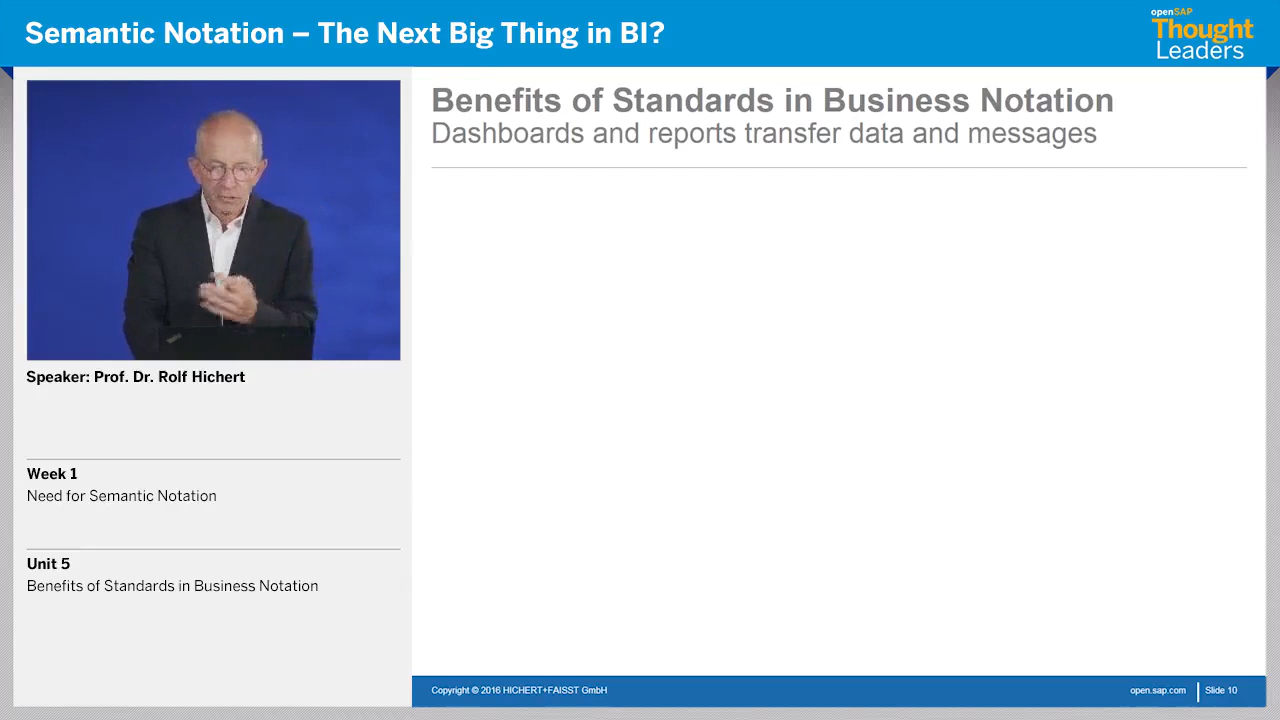 Semantic Notation – The Next Big Thing in BI?
openSAP
Thought
Leaders
Benefits of Standards in Business Notation
Dashboards and reports transfer data and messages
Speaker: Prof. Dr. Rolf Hichert
Week 1
Need for Semantic Notation
Unit 5
Benefits of Standards in Business Notation
Copyright © 2016 HICHERT+FAISST GmbH
open.sap.com
Slide 10